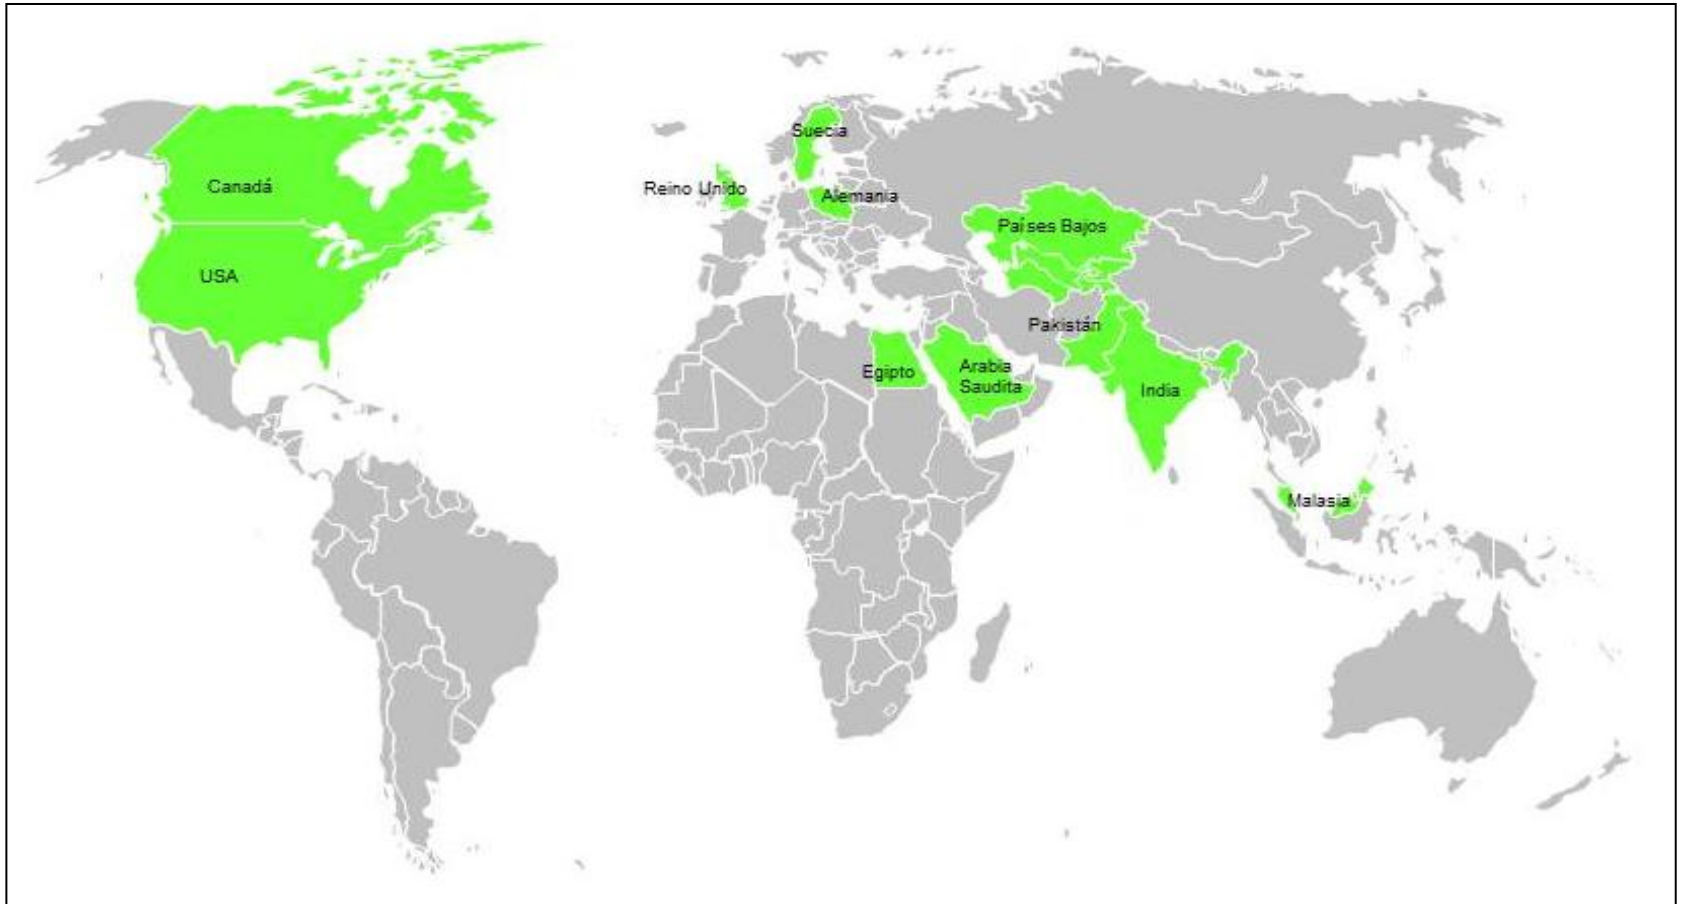 Suecia
Canadá
Reino Unido
Alemania
Países Bajos
USA
Pakistán
Egipto
Arabia
Saudita
India
Malasia